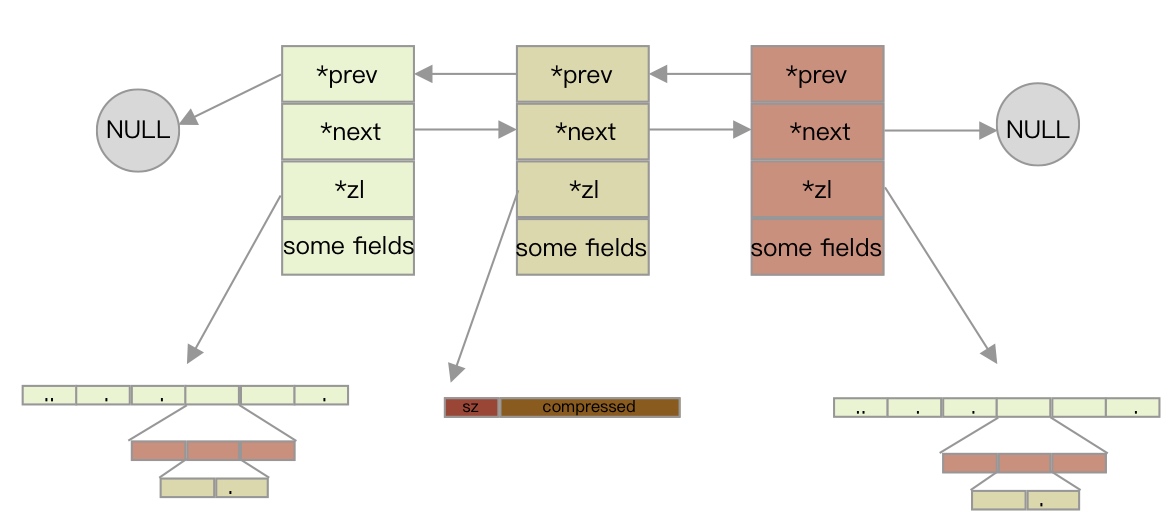 *prev *prev *prev
NULL *next *next *next NULL
*zl *zl *zl
some fields some fields some fields
.. . . .
sz compressed
.. . . .
.
.